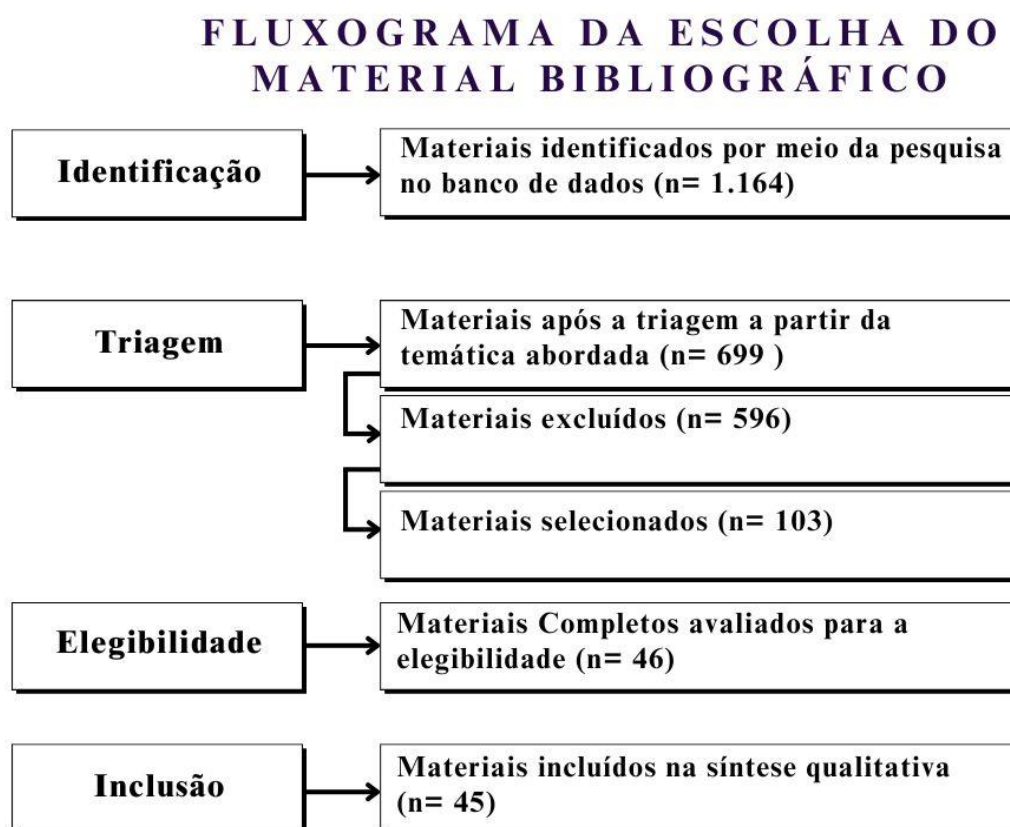 FLUXOGRAMA DA ESCOLHA DO
MATERIAL BIBLIOGRÁFICO
Identificação
Materiais identificados por meio da pesquisa
no banco de dados (n= 1.164)
Triagem
Materiais após a triagem a partir da
temática abordada (n= 699 )
Materiais excluídos (n= 596)
Materiais selecionados (n= 103)
Elegibilidade
Materiais Completos avaliados para a
elegibilidade (n= 46)
Inclusão
Materiais incluídos na síntese qualitativa
(n= 45)